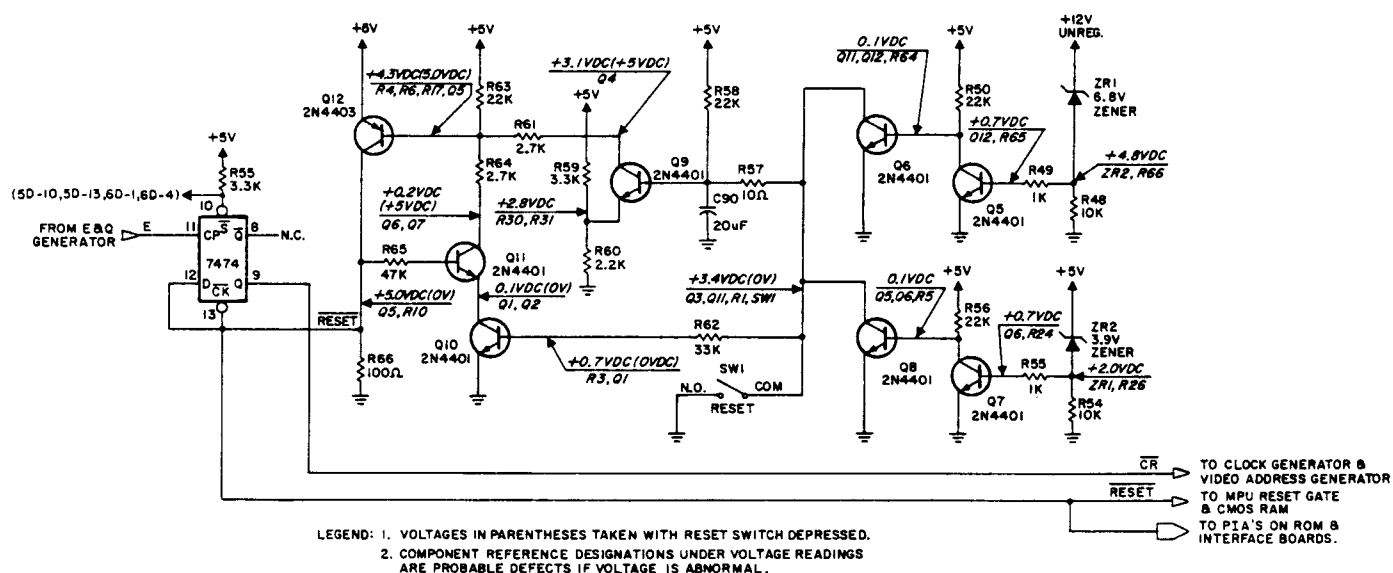 +5V
+5V
+5V
+5V
+12V
UNREG.
+4.3VDC(5.0VDC)
R4, R6, R17, Q5
+3.1VDC(+5VDC)
Q4
0.1VDC
Q11, Q12, R64
Q12
2N4403
R63
22K
+5V
R58
22K
R50
22K
ZR1
6.8V
ZENER
R61
2.7K
+0.7VDC
Q12, R65
+5V
R55
3.3K
R64
2.7K
R59
3.3K
Q9
2N4401
R57
10Ω
Q6
2N4401
R49
1K
+4.8VDC
ZR2, R66
(5D-10, 5D-13, 6D-1, 6D-4)
+0.2VDC
(+5VDC)
Q6, Q7
+2.8VDC
R30, R31
C90
20uF
Q5
2N4401
R48
10K
FROM E&Q
GENERATOR
E
10
11
CP
S
Q
8
N.C.
7474
12
D
CK
Q
9
13
R65
47K
Q11
2N4401
R60
2.2K
+5.0VDC(0V)
Q5, R10
0.1VDC(0V)
Q1, Q2
+3.4VDC(0V)
Q3, Q11, R1, SW1
0.1VDC
Q5, Q6, R5
+5V
R56
22K
+5V
+0.7VDC
Q6, R24
ZR2
3.9V
ZENER
RESET
R66
100Ω
Q10
2N4401
R62
33K
+0.7VDC(0VDC)
R3, Q1
SW1
N.O.
COM
RESET
Q8
2N4401
R55
1K
+2.0VDC
ZR1, R26
Q7
2N4401
R54
10K
CR
TO CLOCK GENERATOR &
VIDEO ADDRESS GENERATOR
RESET
TO MPU RESET GATE
& CMOS RAM
TO PIA'S ON ROM &
INTERFACE BOARDS.
LEGEND: 1. VOLTAGES IN PARENTHESES TAKEN WITH RESET SWITCH DEPRESSED.
2. COMPONENT REFERENCE DESIGNATIONS UNDER VOLTAGE READINGS
ARE PROBABLE DEFECTS IF VOLTAGE IS ABNORMAL.